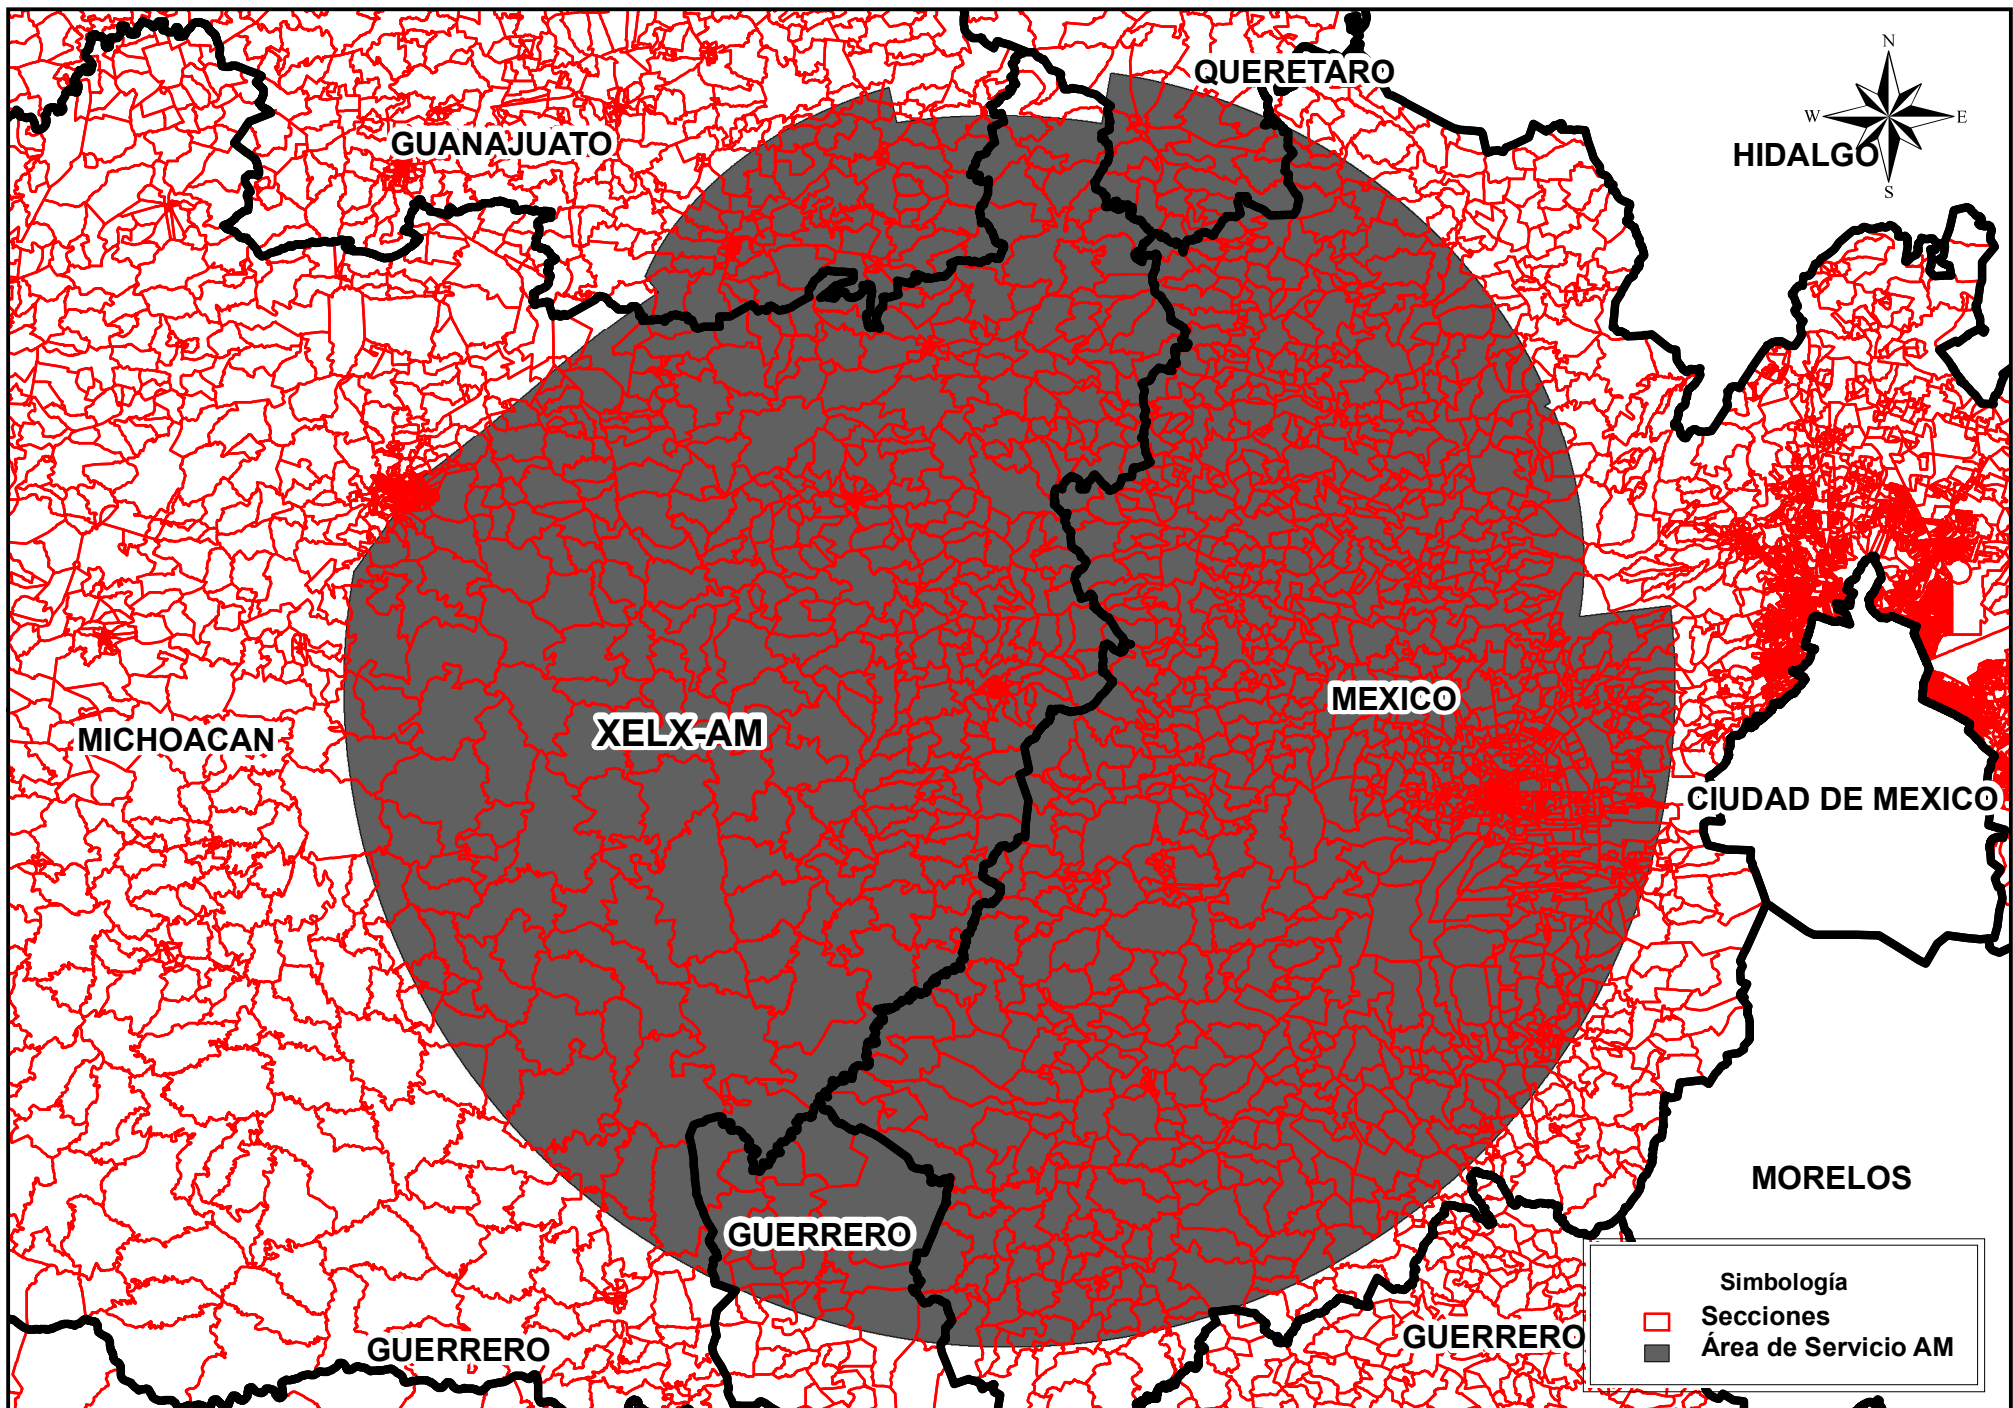 QUERETARO
N
W
E
S
GUANAJUATO
HIDALGO
MEXICO
XELX-AM
MICHOACAN
CIUDAD DE MEXICO
MORELOS
GUERRERO
GUERRERO
GUERRERO
Simbología
Secciones
Área de Servicio AM